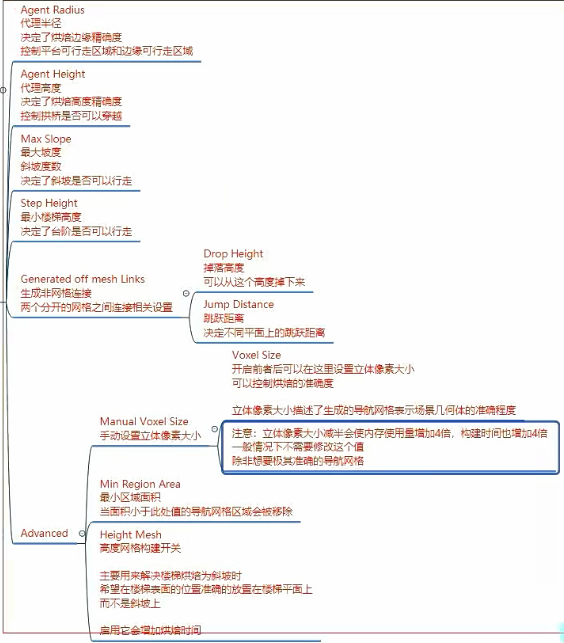 Agent Radius
代理半径
决定了烘焙边缘精确度
控制平台可行走区域和边缘可行走区域
Agent Height
代理高度
决定了烘焙高度精确度
控制拱桥是否可以穿越
Max Slope
最大坡度
斜坡度数
决定了斜坡是否可以行走
Step Height
最小楼梯高度
决定了台阶是否可以行走
Generated off mesh Links
生成非网格连接
两个分开的网格之间连接相关设置
Drop Height
掉落高度
可以从这个高度掉下来
Jump Distance
跳跃距离
决定不同平面上的跳跃距离
Advanced
Manual Voxel Size
手动设置立体像素大小
Voxel Size
开启前者后可以在这里设置立体像素大小
可以控制烘焙的准确度
立体像素大小描述了生成的导航网格表示场景几何体的准确程度
注意：立体像素大小减半会使内存使用量增加4倍，构建时间也增加4倍
一般情况下不需要修改这个值
除非想要极其准确的导航网格
Min Region Area
最小区域面积
当面积小于此处值的导航网格区域会被移除
Height Mesh
高度网格构建开关
主要用来解决楼梯烘焙为斜坡时
希望在楼梯表面的位置准确的放置在楼梯平面上
而不是斜坡上
启用它会增加烘焙时间